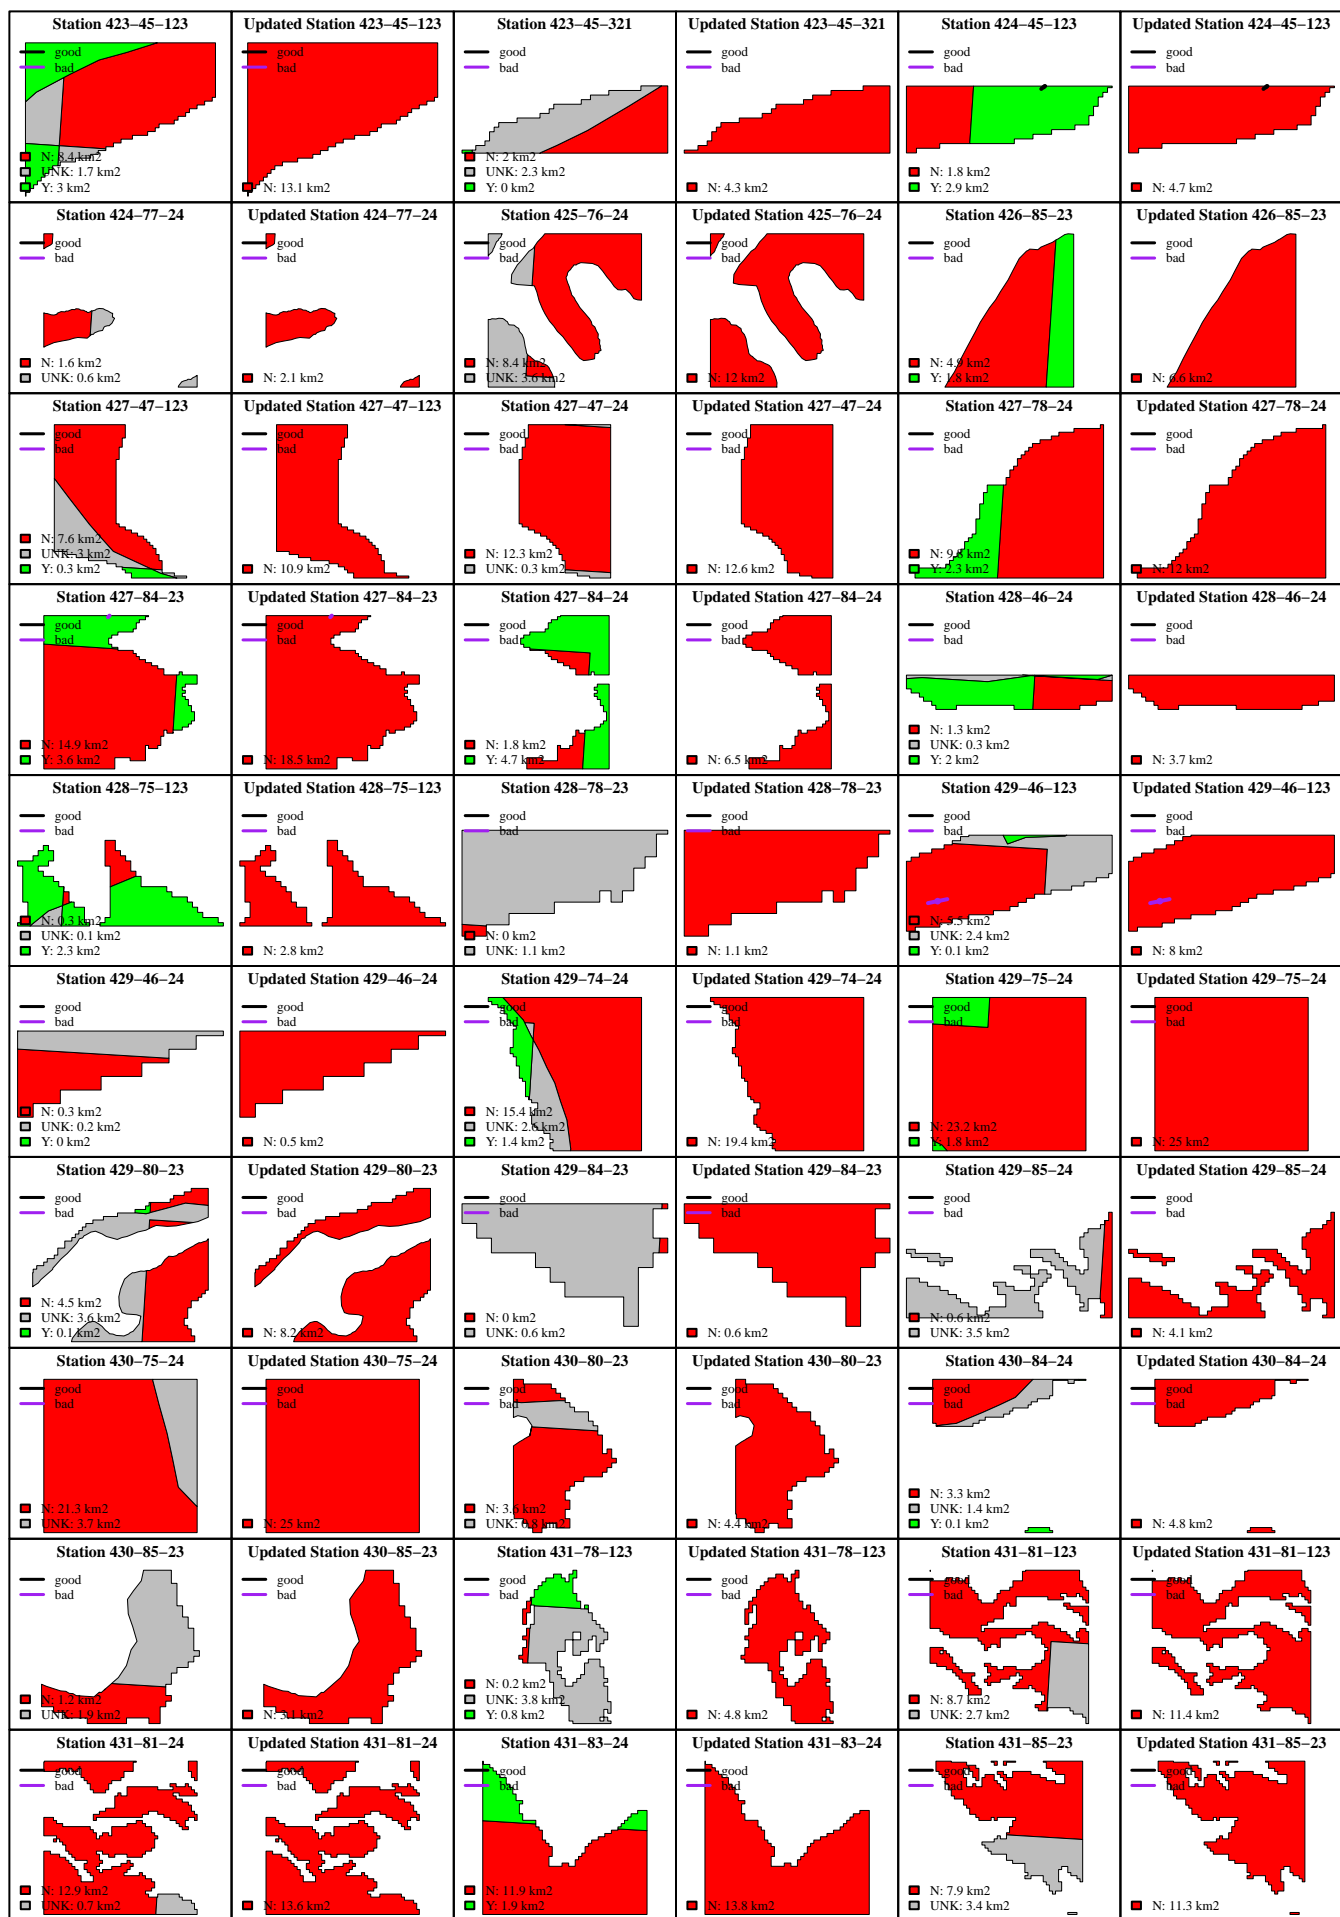 Station 423−45−123
good
bad
N: 8.4 km2
UNK: 1.7 km2
Y: 3 km2
Updated Station 423−45−123
good
bad
N: 13.1 km2
Station 423−45−321
good
bad
N: 2 km2
UNK: 2.3 km2
Y: 0 km2
Updated Station 423−45−321
good
bad
N: 4.3 km2
Station 424−45−123
good
bad
N: 1.8 km2
Y: 2.9 km2
Updated Station 424−45−123
good
bad
N: 4.7 km2
Station 424−77−24
good
bad
N: 1.6 km2
UNK: 0.6 km2
Updated Station 424−77−24
good
bad
N: 2.1 km2
Station 425−76−24
good
bad
N: 8.4 km2
UNK: 3.6 km2
Updated Station 425−76−24
good
bad
N: 12 km2
Station 426−85−23
good
bad
N: 4.9 km2
Y: 1.8 km2
Updated Station 426−85−23
good
bad
N: 6.6 km2
Station 427−47−123
good
bad
N: 7.6 km2
UNK: 3 km2
Y: 0.3 km2
Updated Station 427−47−123
good
bad
N: 10.9 km2
Station 427−47−24
good
bad
N: 12.3 km2
UNK: 0.3 km2
Updated Station 427−47−24
good
bad
N: 12.6 km2
Station 427−78−24
good
bad
N: 9.8 km2
Y: 2.3 km2
Updated Station 427−78−24
good
bad
N: 12 km2
Station 427−84−23
good
bad
N: 14.9 km2
Y: 3.6 km2
Updated Station 427−84−23
good
bad
N: 18.5 km2
Station 427−84−24
good
bad
N: 1.8 km2
Y: 4.7 km2
Updated Station 427−84−24
good
bad
N: 6.5 km2
Station 428−46−24
good
bad
N: 1.3 km2
UNK: 0.3 km2
Y: 2 km2
Updated Station 428−46−24
good
bad
N: 3.7 km2
Station 428−75−123
good
bad
N: 0.3 km2
UNK: 0.1 km2
Y: 2.3 km2
Updated Station 428−75−123
good
bad
N: 2.8 km2
Station 428−78−23
good
bad
N: 0 km2
UNK: 1.1 km2
Updated Station 428−78−23
good
bad
N: 1.1 km2
Station 429−46−123
good
bad
N: 5.5 km2
UNK: 2.4 km2
Y: 0.1 km2
Updated Station 429−46−123
good
bad
N: 8 km2
Station 429−46−24
good
bad
N: 0.3 km2
UNK: 0.2 km2
Y: 0 km2
Updated Station 429−46−24
good
bad
N: 0.5 km2
Station 429−74−24
good
bad
N: 15.4 km2
UNK: 2.6 km2
Y: 1.4 km2
Updated Station 429−74−24
good
bad
N: 19.4 km2
Station 429−75−24
good
bad
N: 23.2 km2
Y: 1.8 km2
Updated Station 429−75−24
good
bad
N: 25 km2
Station 429−80−23
good
bad
N: 4.5 km2
UNK: 3.6 km2
Y: 0.1 km2
Updated Station 429−80−23
good
bad
N: 8.2 km2
Station 429−84−23
good
bad
N: 0 km2
UNK: 0.6 km2
Updated Station 429−84−23
good
bad
N: 0.6 km2
Station 429−85−24
good
bad
N: 0.6 km2
UNK: 3.5 km2
Updated Station 429−85−24
good
bad
N: 4.1 km2
Station 430−75−24
good
bad
N: 21.3 km2
UNK: 3.7 km2
Updated Station 430−75−24
good
bad
N: 25 km2
Station 430−80−23
good
bad
N: 3.6 km2
UNK: 0.8 km2
Updated Station 430−80−23
good
bad
N: 4.4 km2
Station 430−84−24
good
bad
N: 3.3 km2
UNK: 1.4 km2
Y: 0.1 km2
Updated Station 430−84−24
good
bad
N: 4.8 km2
Station 430−85−23
good
bad
N: 1.2 km2
UNK: 1.9 km2
Updated Station 430−85−23
good
bad
N: 3.1 km2
Station 431−78−123
good
bad
N: 0.2 km2
UNK: 3.8 km2
Y: 0.8 km2
Updated Station 431−78−123
good
bad
N: 4.8 km2
Station 431−81−123
good
bad
N: 8.7 km2
UNK: 2.7 km2
Updated Station 431−81−123
good
bad
N: 11.4 km2
Station 431−81−24
good
bad
N: 12.9 km2
UNK: 0.7 km2
Updated Station 431−81−24
good
bad
N: 13.6 km2
Station 431−83−24
good
bad
N: 11.9 km2
Y: 1.9 km2
Updated Station 431−83−24
good
bad
N: 13.8 km2
Station 431−85−23
good
bad
N: 7.9 km2
UNK: 3.4 km2
Updated Station 431−85−23
good
bad
N: 11.3 km2